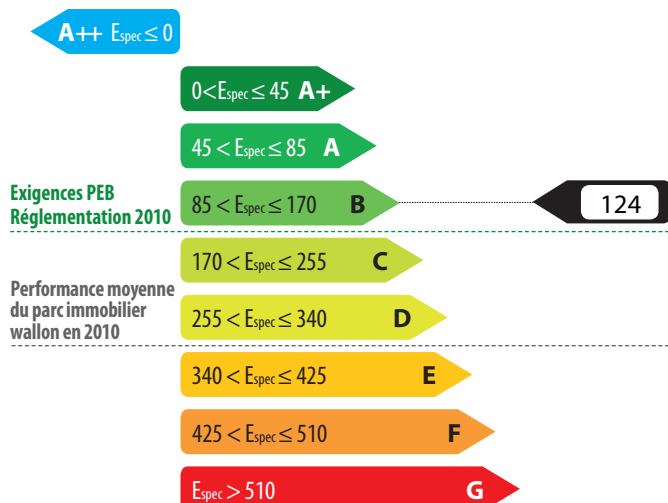 A++ Espec ≤ 0
0<Espec ≤ 45 A+
45 < Espec ≤ 85 A
Exigences PEB
Réglementation 2010
85 < Espec ≤ 170 B
124
170 < Espec ≤ 255 C
Performance moyenne
du parc immobilier
wallon en 2010
255 < Espec ≤ 340 D
340 < Espec ≤ 425 E
425 < Espec ≤ 510 F
Espec > 510 G